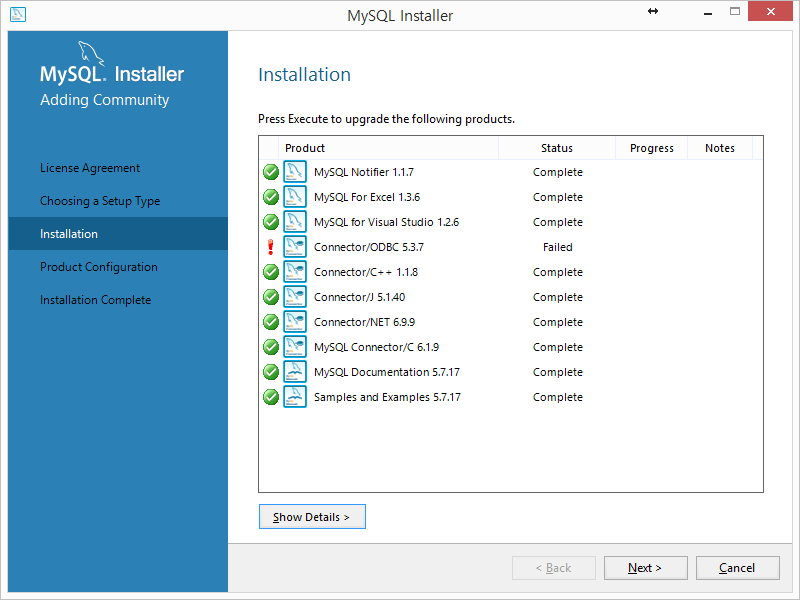 MySQL Installer
MySQL. Installer
Adding Community
License Agreement
Choosing a Setup Type
Installation
Product Configuration
Installation Complete
Installation
Press Execute to upgrade the following products.
Product Status Progress Notes
MySQL Notifier 1.1.7 Complete
MySQL For Excel 1.3.6 Complete
MySQL for Visual Studio 1.2.6 Complete
Connector/ODBC 5.3.7 Failed
Connector/C++ 1.1.8 Complete
Connector/J 5.1.40 Complete
Connector/NET 6.9.9 Complete
MySQL Connector/C 6.1.9 Complete
MySQL Documentation 5.7.17 Complete
Samples and Examples 5.7.17 Complete
Show Details >
< Back Next > Cancel